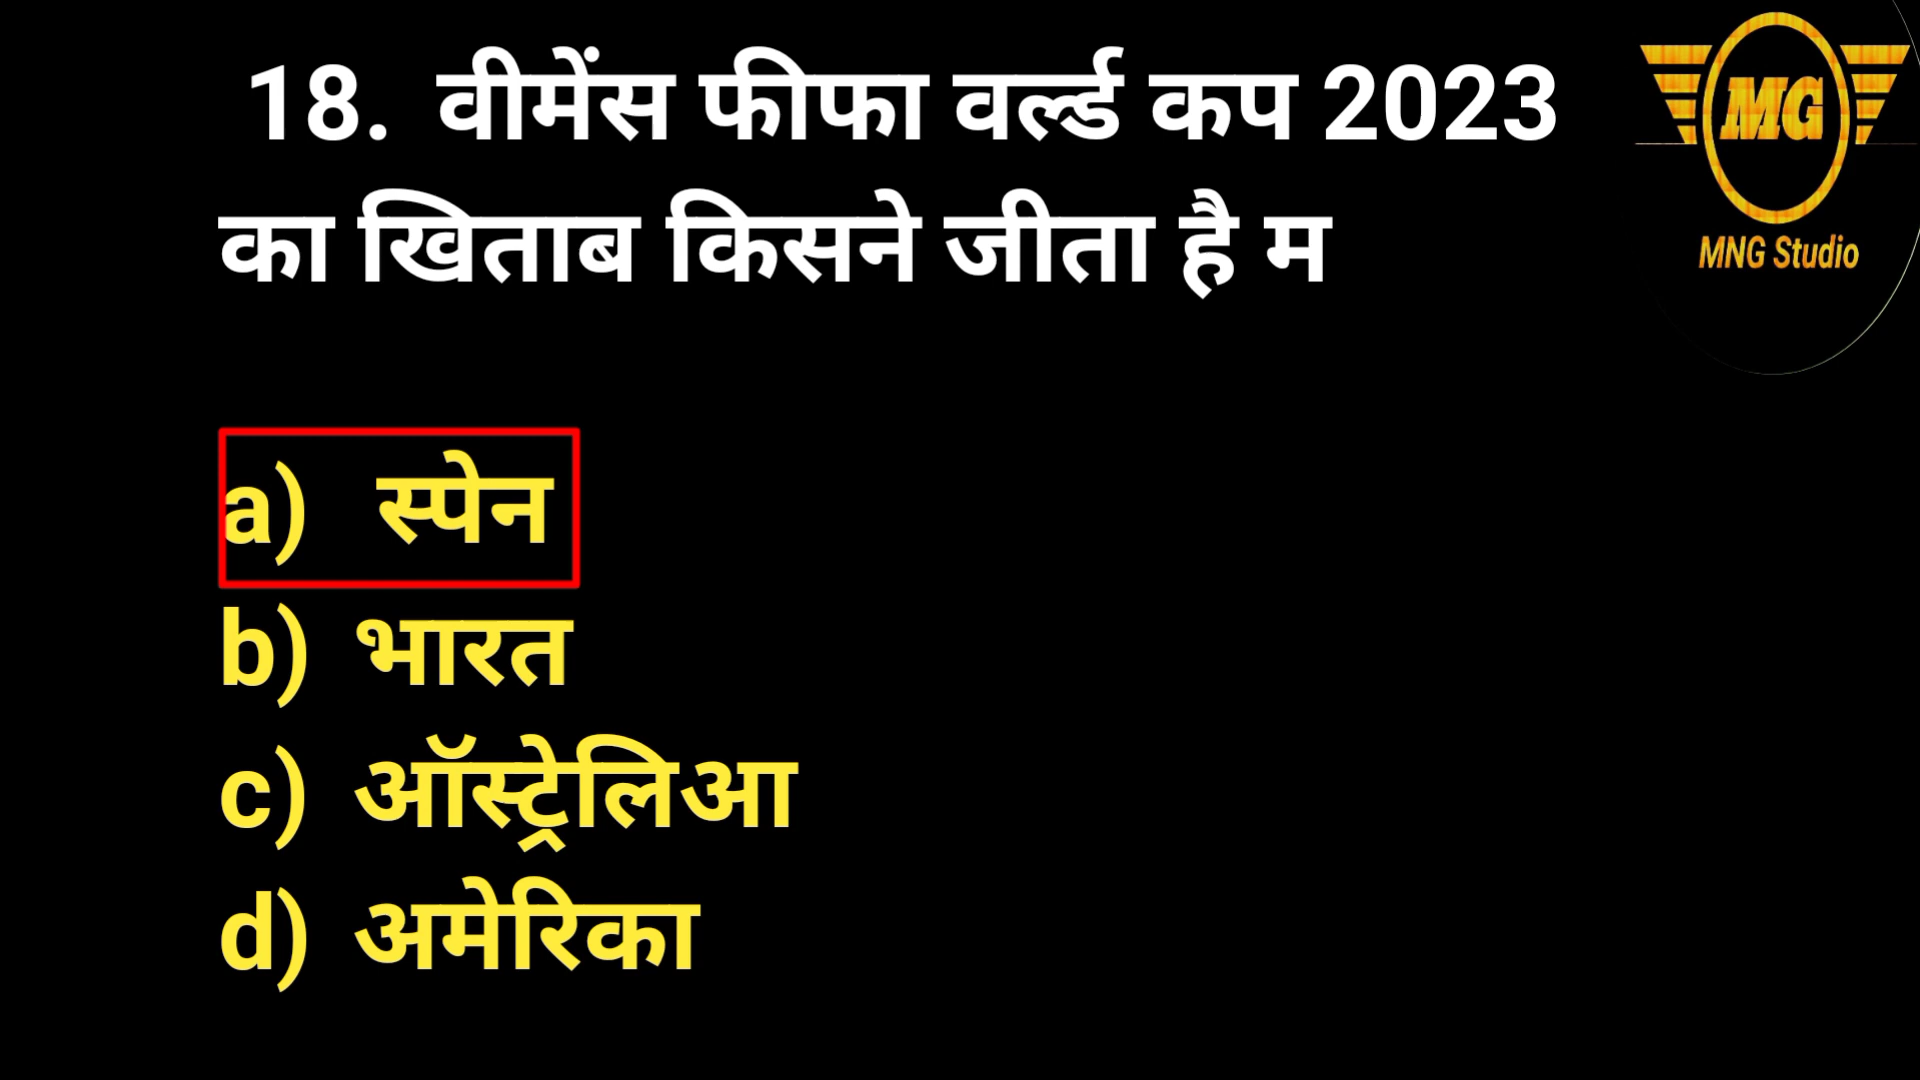 18. वीमेंस फीफा वर्ल्ड कप 2023
का खिताब किसने जीता है म
a) स्पेन
b) भारत
c) ऑस्ट्रेलिआ
d) अमेरिका
MG
MNG Studio